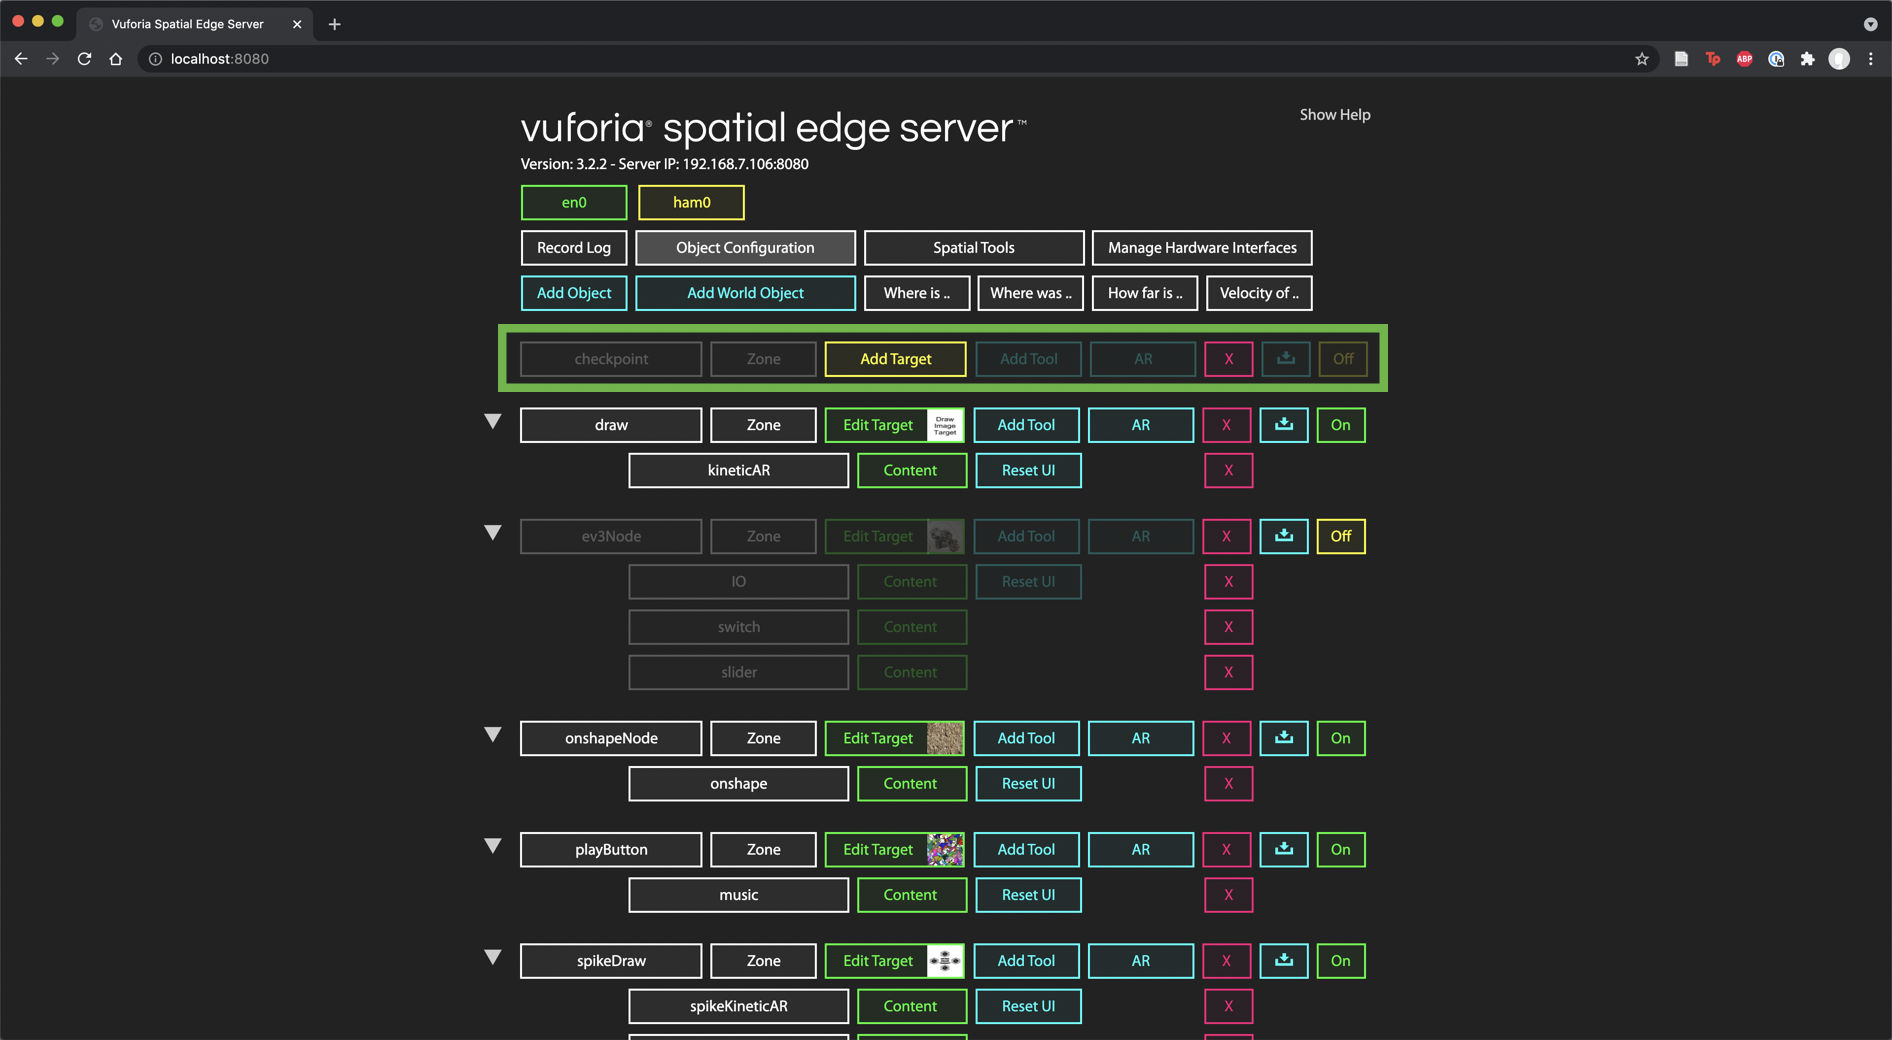 Vuforia Spatial Edge Server
localhost:8080
Tp
ABP
vuforia® spatial edge server™
Show Help
Version: 3.2.2 - Server IP: 192.168.7.106:8080
en0 ham0
Record Log Object Configuration Spatial Tools Manage Hardware Interfaces
Add Object Add World Object Where is .. Where was .. How far is .. Velocity of ..
checkpoint Zone Add Target Add Tool AR X Off
draw Zone Edit Target Draw Image Target Add Tool AR X On
kineticAR Content Reset UI X
ev3Node Zone Edit Target Add Tool AR X Off
IO Content Reset UI X
switch Content X
slider Content X
onshapeNode Zone Edit Target Add Tool AR X On
onshape Content Reset UI X
playButton Zone Edit Target Add Tool AR X On
music Content Reset UI X
spikeDraw Zone Edit Target Add Tool AR X On
spikeKineticAR Content Reset UI X